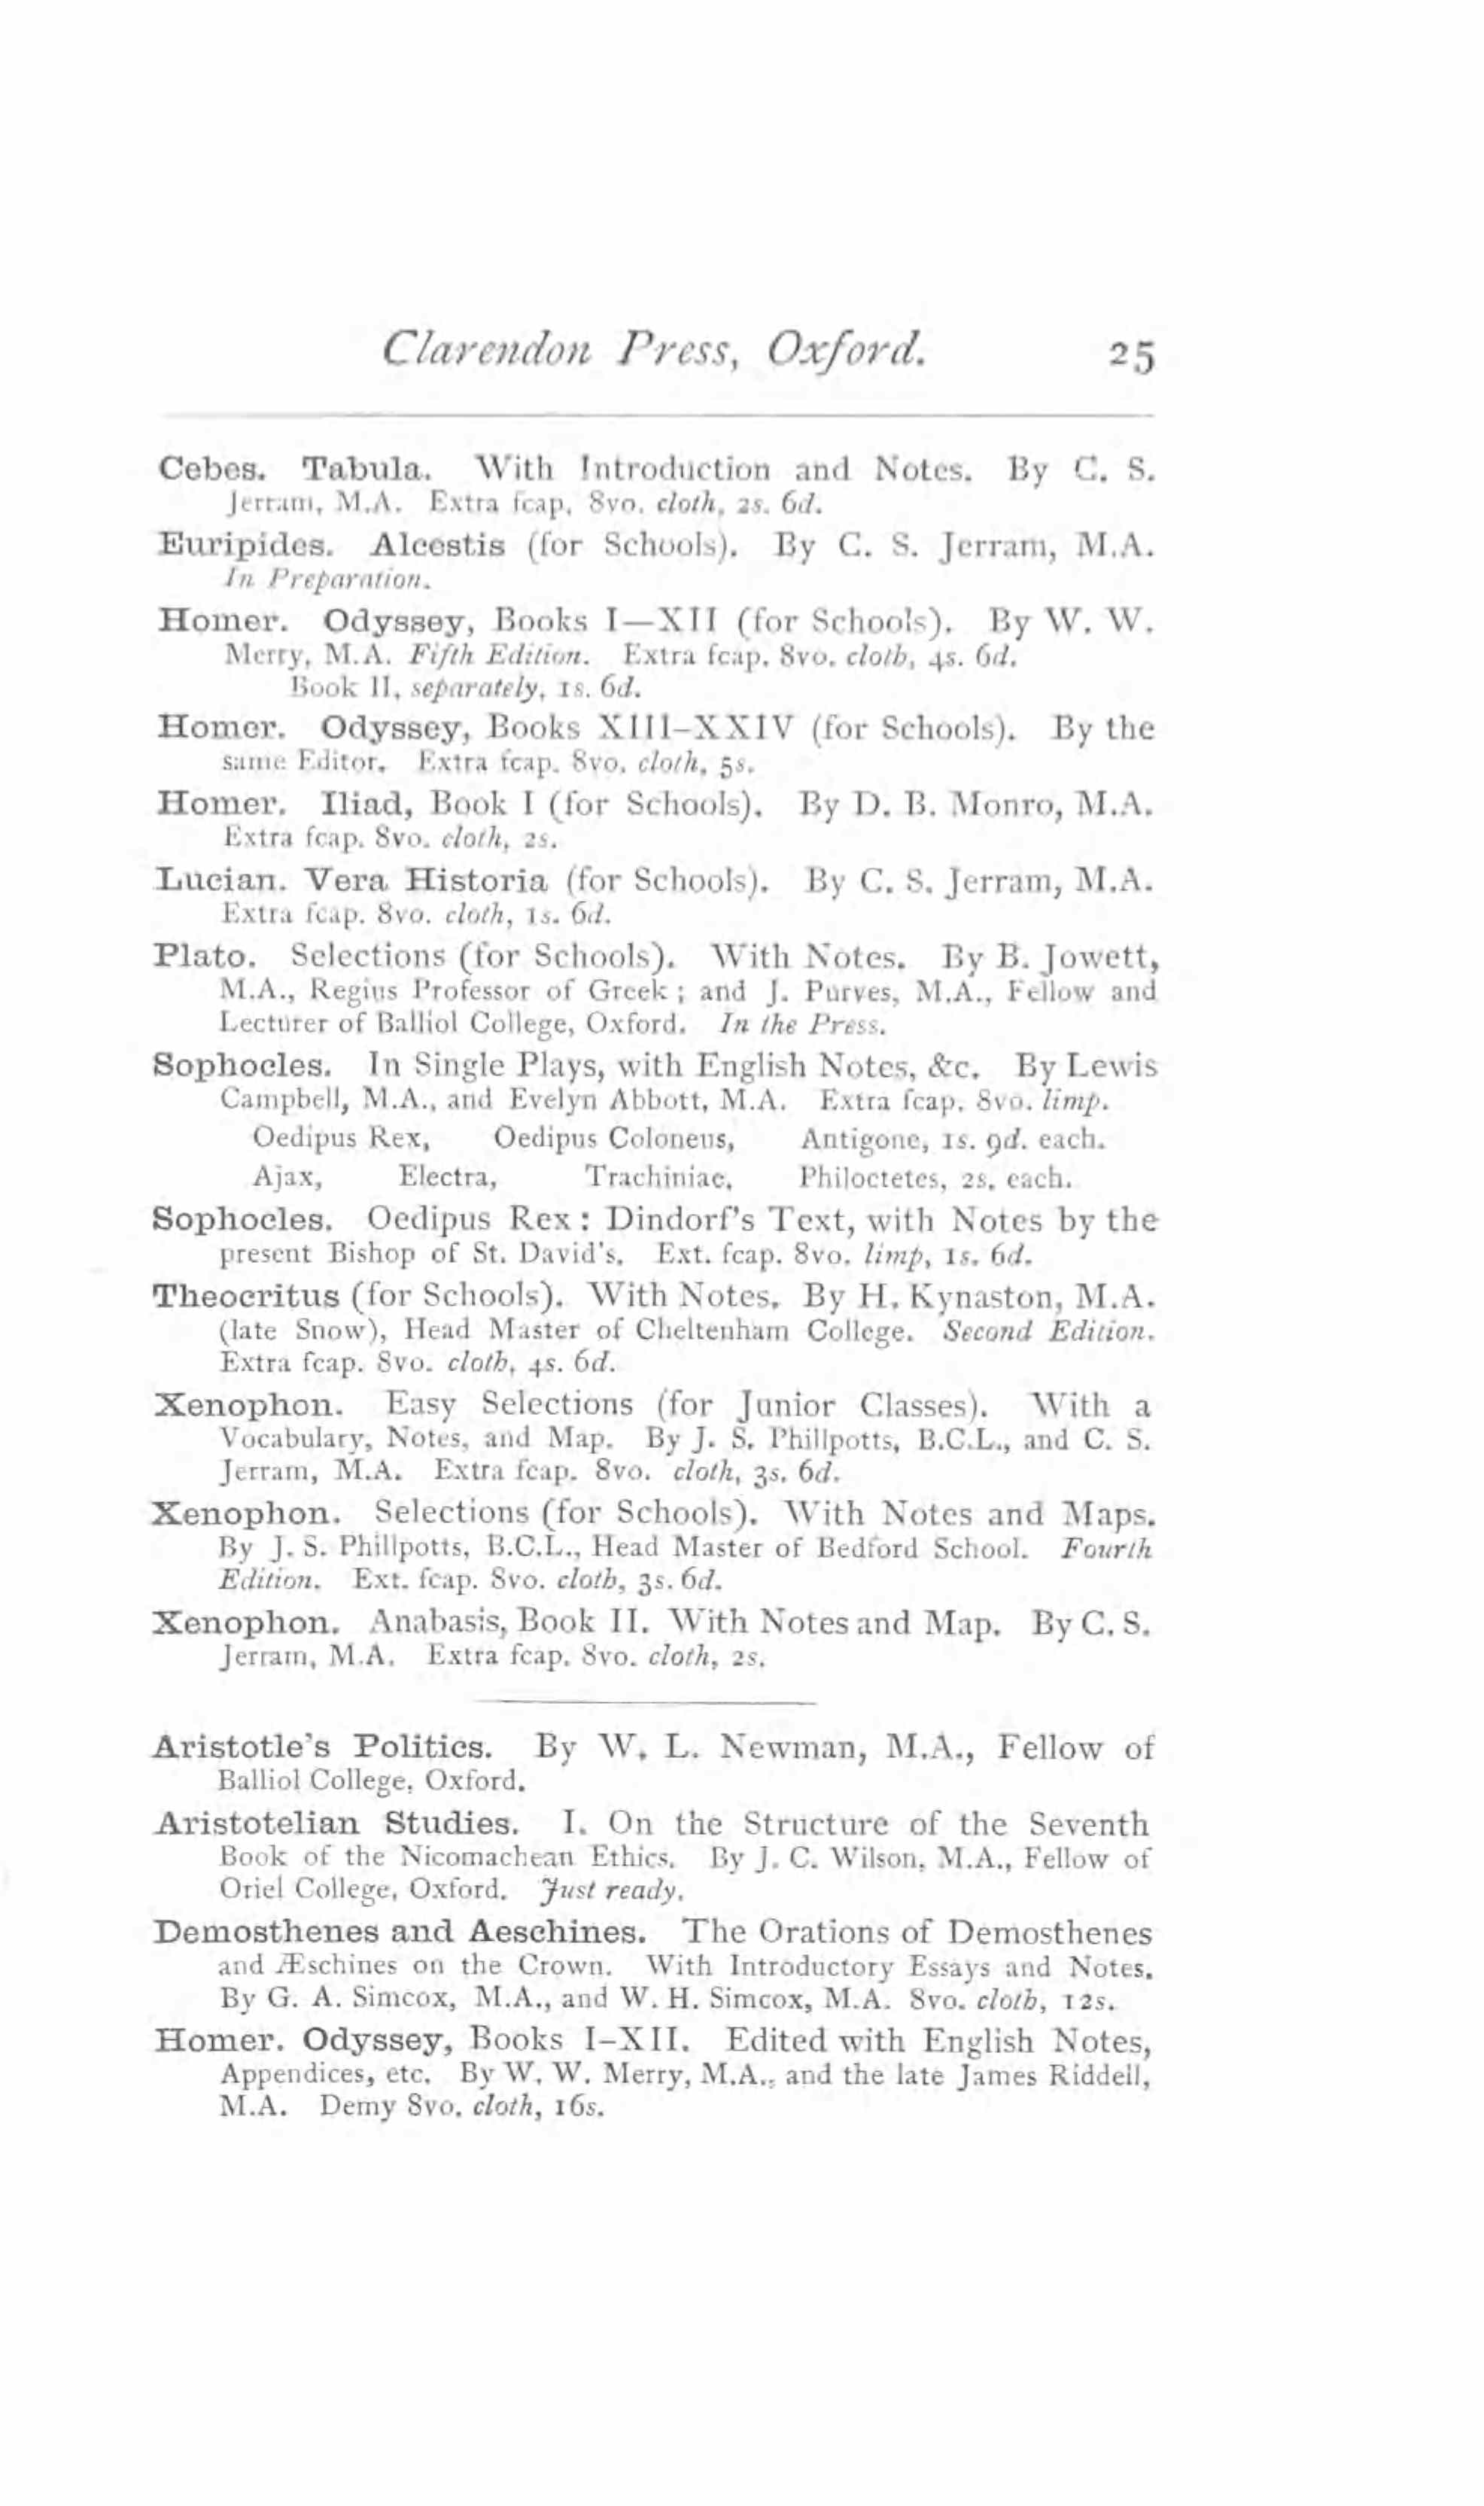 Clarendon Press, Oxford. 25
Cebes. Tabula. With Introduction and Notes. By C. S.
Jerram, M.A. Extra fcap. 8vo. cloth, 2s. 6d.
Euripides. Alcestis (for Schools). By C. S. Jerram, M.A.
In Preparation.
Homer. Odyssey, Books I—XII (for Schools). By W. W.
Merry, M.A. Fifth Edition. Extra fcap. 8vo. cloth, 4s. 6d.
Book II, separately, 1s. 6d.
Homer. Odyssey, Books XIII–XXIV (for Schools). By the
same Editor. Extra fcap. 8vo. cloth, 5s.
Homer. Iliad, Book I (for Schools). By D. B. Monro, M.A.
Extra fcap. 8vo. cloth, 2s.
Lucian. Vera Historia (for Schools). By C. S. Jerram, M.A.
Extra fcap. 8vo. cloth, 1s. 6d.
Plato. Selections (for Schools). With Notes. By B. Jowett,
M.A., Regius Professor of Greek; and J. Purves, M.A., Fellow and
Lecturer of Balliol College, Oxford. In the Press.
Sophocles. In Single Plays, with English Notes, &c. By Lewis
Campbell, M.A., and Evelyn Abbott, M.A. Extra fcap. 8vo. limp.
Oedipus Rex, Oedipus Coloneus, Antigone, 1s. 9d. each.
Ajax, Electra, Trachiniae, Philoctetes, 2s. each.
Sophocles. Oedipus Rex: Dindorf's Text, with Notes by the
present Bishop of St. David's. Ext. fcap. 8vo. limp, 1s. 6d.
Theocritus (for Schools). With Notes. By H. Kynaston, M.A.
(late Snow), Head Master of Cheltenham College. Second Edition.
Extra fcap. 8vo. cloth, 4s. 6d.
Xenophon. Easy Selections (for Junior Classes). With a
Vocabulary, Notes, and Map. By J. S. Phillpotts, B.C.L., and C. S.
Jerram, M.A. Extra fcap. 8vo. cloth, 3s. 6d.
Xenophon. Selections (for Schools). With Notes and Maps.
By J. S. Phillpotts, B.C.L., Head Master of Bedford School. Fourth
Edition. Ext. fcap. 8vo. cloth, 3s. 6d.
Xenophon. Anabasis, Book II. With Notes and Map. By C. S.
Jerram, M.A. Extra fcap. 8vo. cloth, 2s.
Aristotle's Politics. By W. L. Newman, M.A., Fellow of
Balliol College, Oxford.
Aristotelian Studies. I. On the Structure of the Seventh
Book of the Nicomachean Ethics. By J. C. Wilson, M.A., Fellow of
Oriel College, Oxford. Just ready.
Demosthenes and Aeschines. The Orations of Demosthenes
and Æschines on the Crown. With Introductory Essays and Notes.
By G. A. Simcox, M.A., and W. H. Simcox, M.A. 8vo. cloth, 12s.
Homer. Odyssey, Books I–XII. Edited with English Notes,
Appendices, etc. By W. W. Merry, M.A., and the late James Riddell,
M.A. Demy 8vo. cloth, 16s.